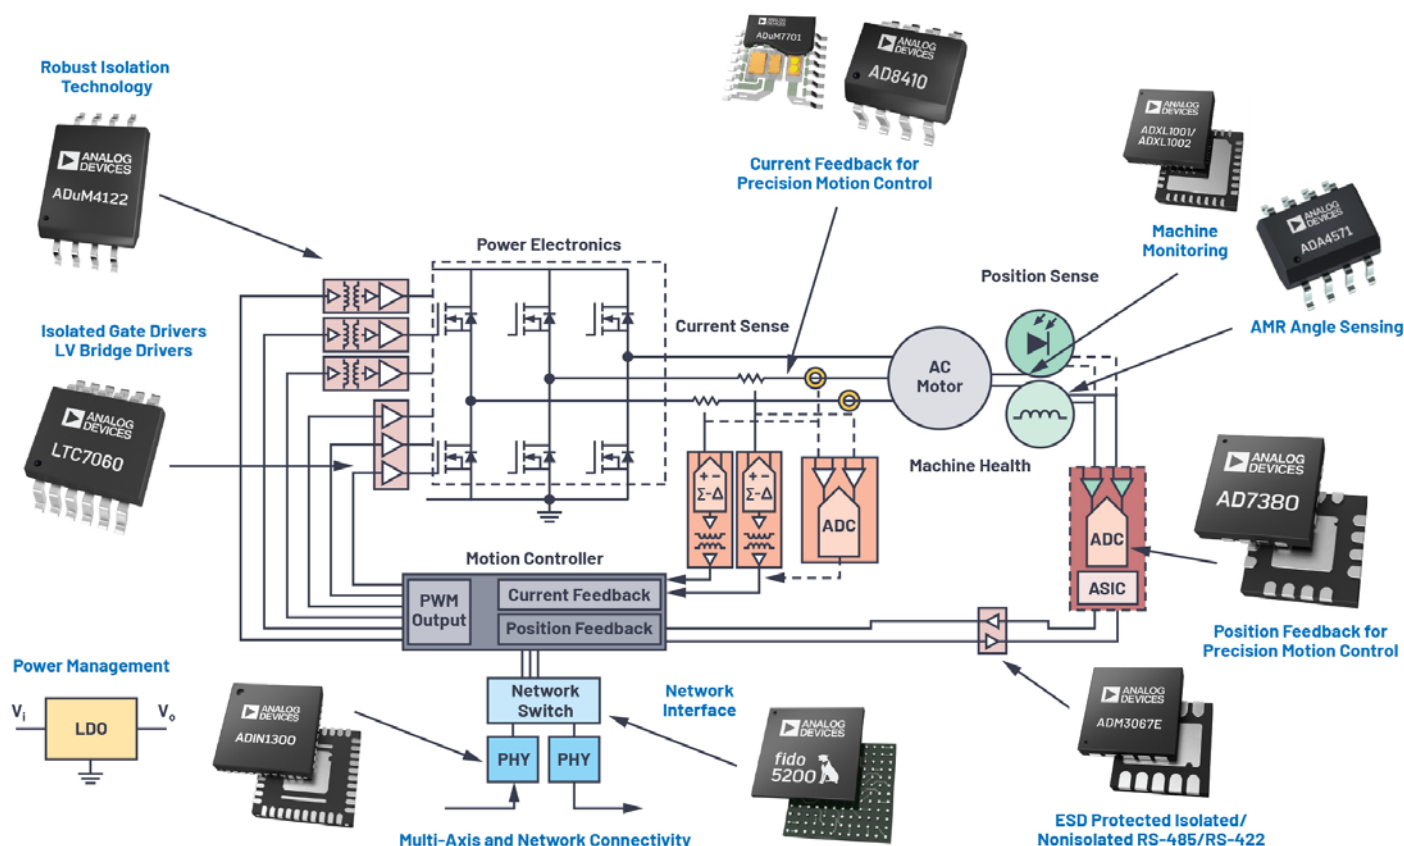 ANALOG
DEVICES
ADuM7701
ANALOG
DEVICES
AD8410
Robust Isolation
Technology
ANALOG
DEVICES
ADuM4122
Current Feedback for
Precision Motion Control
ANALOG
DEVICES
ADXL1001/
ADXL1002
Machine
Monitoring
ANALOG
DEVICES
ADA4571
AMR Angle Sensing
Power Electronics
Position Sense
Current Sense
Isolated Gate Drivers
LV Bridge Drivers
ANALOG
DEVICES
LTC7060
AC
Motor
Machine Health
+ -
Σ-Δ
+ -
Σ-Δ
ADC
ADC
ASIC
ANALOG
DEVICES
AD7380
Position Feedback for
Precision Motion Control
Motion Controller
PWM
Output
Current Feedback
Position Feedback
Power Management
Vi
LDO
Vo
ANALOG
DEVICES
ADIN1300
Network
Switch
PHY
PHY
Network
Interface
ANALOG
DEVICES
fido
5200
Multi-Axis and Network Connectivity
ANALOG
DEVICES
ADM3067E
ESD Protected Isolated/
Nonisolated RS-485/RS-422